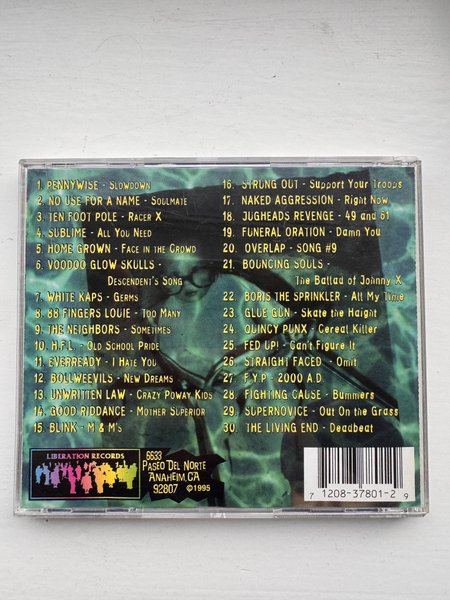 1. PENNYWISE - SLOWDOWN
2. NO USE FOR A NAME - SOULMATE
3. TEN FOOT POLE - RACER X
4. SUBLIME - ALL YOU NEED
5. HOME GROWN - FACE IN THE CROWD
6. VOODOO GLOW SKULLS -
DESCENDENT'S SONG
7. WHITE KAPS - GERMS
8. 88 FINGERS LOUIE - TOO MANY
9. THE NEIGHBORS - SOMETIMES
10. H.F.L. - OLD SCHOOL PRIDE
11. EVERREADY - I HATE YOU
12. BOLLWEEVILS - NEW DREAMS
13. UNWRITTEN LAW - CRAZY POWAY KIDS
14. GOOD RIDDANCE - MOTHER SUPERIOR
15. BLINK - M & M'S
16. STRUNG OUT - Support Your Troops
17. NAKED AGGRESSION - Right Now
18. JUGHEADS REVENGE - 49 and 61
19. FUNERAL ORATION - Damn You
20. OVERLAP - SONG #9
21. BOUNCING SOULS -
The Ballad of Johnny X
22. BORIS THE SPRINKLER - All My Time
23. GLUE GUN - Skate the Haight
24. QUINCY PUNX - Cereal Killer
25. FED UP! - Can't Figure It
26. STRAIGHT FACED - Omit
27. F.Y.P - 2000 A.D.
28. FIGHTING CAUSE - Bummers
29. SUPERNOVICE - Out On the Grass
30. THE LIVING END - Deadbeat
LIBERATION RECORDS
6633
PASEO DEL NORTE
ANAHEIM, CA
92807 ©1995
7 1208-37801-2 9